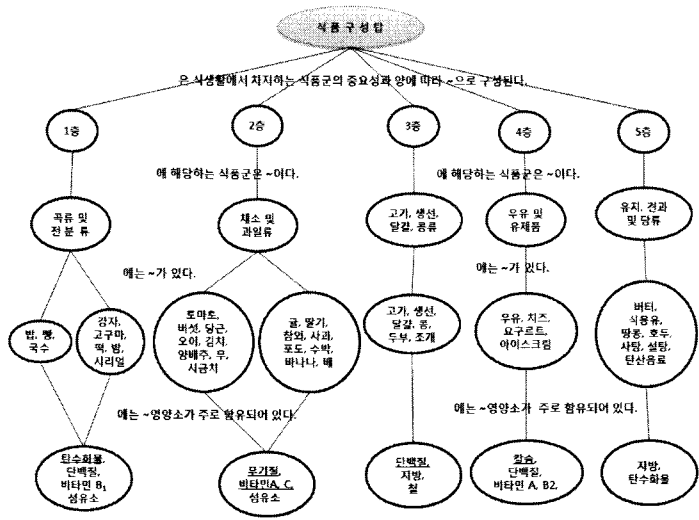 식품구성탑
은 식생활에서 차지하는 식품군의 중요성과 양에 따라 ~으로 구성된다.
1층
2층
3층
4층
5층
에 해당하는 식품군은 ~이다.
에 해당하는 식품군은 ~이다.
곡류 및
전분 류
채소 및
과일류
고기, 생선,
달걀, 콩류
우유 및
유제품
유지, 견과
및 당류
에는 ~가 있다.
에는 ~가 있다.
밥, 빵,
국수
감자,
고구마,
떡, 밤,
시리얼
토마토,
버섯, 당근,
오이, 김치,
양배추, 무,
시금치
귤, 딸기,
참외, 사과,
포도, 수박,
바나나, 배
고기, 생선,
달걀, 콩,
두부, 조개
우유, 치즈,
요구르트,
아이스크림
버터,
식용유,
땅콩, 호두,
사탕, 설탕,
탄산음료
에는 ~영양소가 주로 함유되어 있다.
에는 ~영양소가 주로 함유되어 있다.
탄수화물,
단백질,
비타민 B₁
섬유소
무기질,
비타민A, C,
섬유소
단백질,
지방,
철
칼슘,
단백질,
비타민 A, B2,
지방,
탄수화물